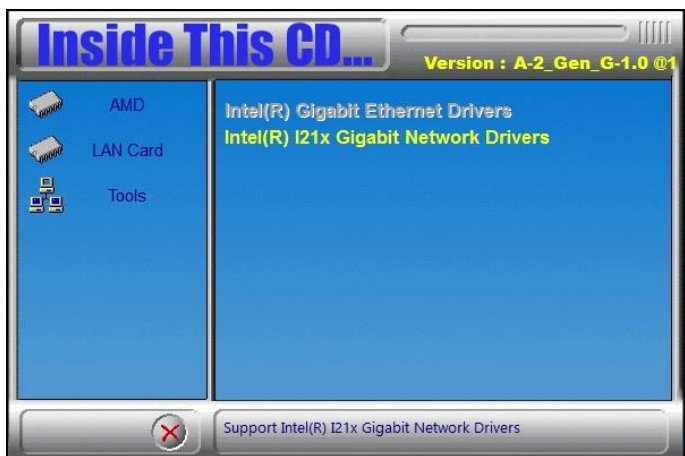 Inside This CD...
Version : A-2_Gen_G-1.0 @1
AMD
LAN Card
Tools
Intel(R) Gigabit Ethernet Drivers
Intel(R) I21x Gigabit Network Drivers
Support Intel(R) I21x Gigabit Network Drivers